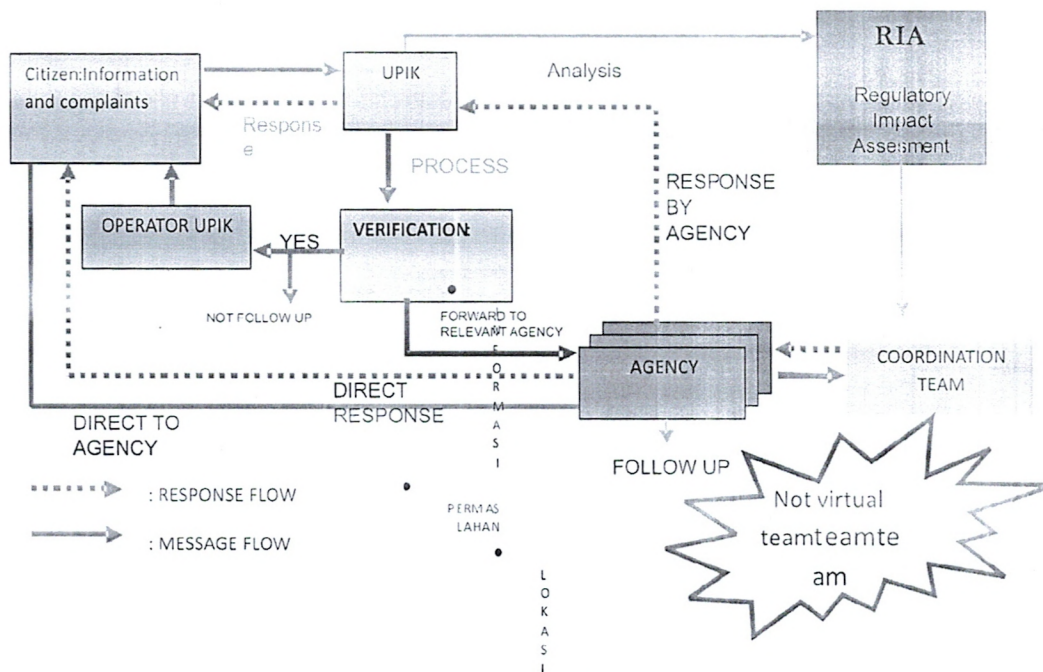 Citizen:Information
and complaints
UPIK
Analysis
RIA
Regulatory
Impact
Assesment
Respons
e
PROCESS
RESPONSE
BY
AGENCY
OPERATOR UPIK
YES
VERIFICATION:
NOT FOLLOW UP
FORWARD TO
RELEVANT AGENCY
AGENCY
COORDINATION
TEAM
DIRECT
RESPONSE
DIRECT TO
AGENCY
FOLLOW UP
: RESPONSE FLOW
: MESSAGE FLOW
Not virtual
teamteamte
am
INFORMASI
PERMAS
LAHAN
LOKASI